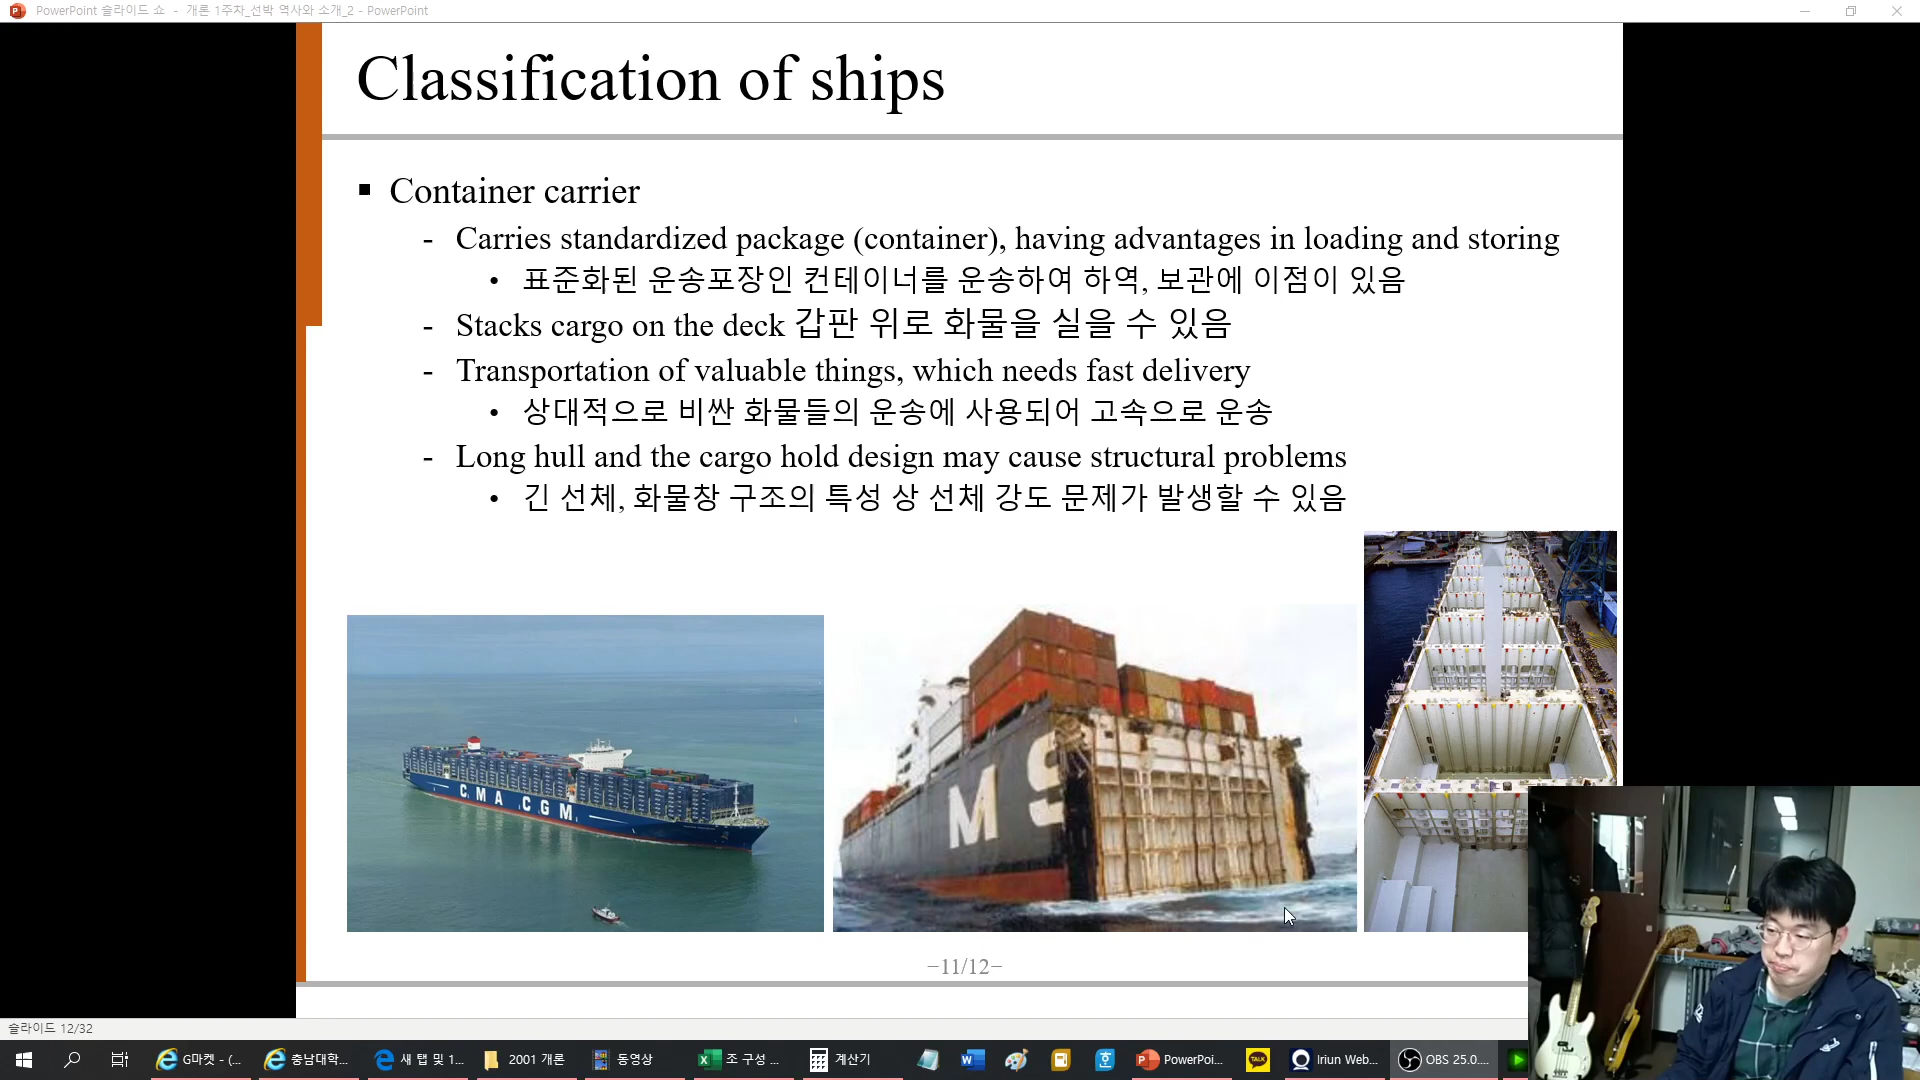 PowerPoint 슬라이드 쇼 - 개론 1주차_선박 역사와 소개_2 - PowerPoint
Classification of ships
Container carrier
- Carries standardized package (container), having advantages in loading and storing
• 표준화된 운송포장인 컨테이너를 운송하여 하역, 보관에 이점이 있음
- Stacks cargo on the deck 갑판 위로 화물을 실을 수 있음
- Transportation of valuable things, which needs fast delivery
• 상대적으로 비싼 화물들의 운송에 사용되어 고속으로 운송
- Long hull and the cargo hold design may cause structural problems
• 긴 선체, 화물창 구조의 특성 상 선체 강도 문제가 발생할 수 있음
CMA CGM
MS
−11/12−
슬라이드 12/32
G마켓 - (...
충남대학...
새 탭 및 1...
2001 개론
동영상
조 구성 ...
계산기
PowerPoi...
TALK
Iriun Web...
OBS 25.0....